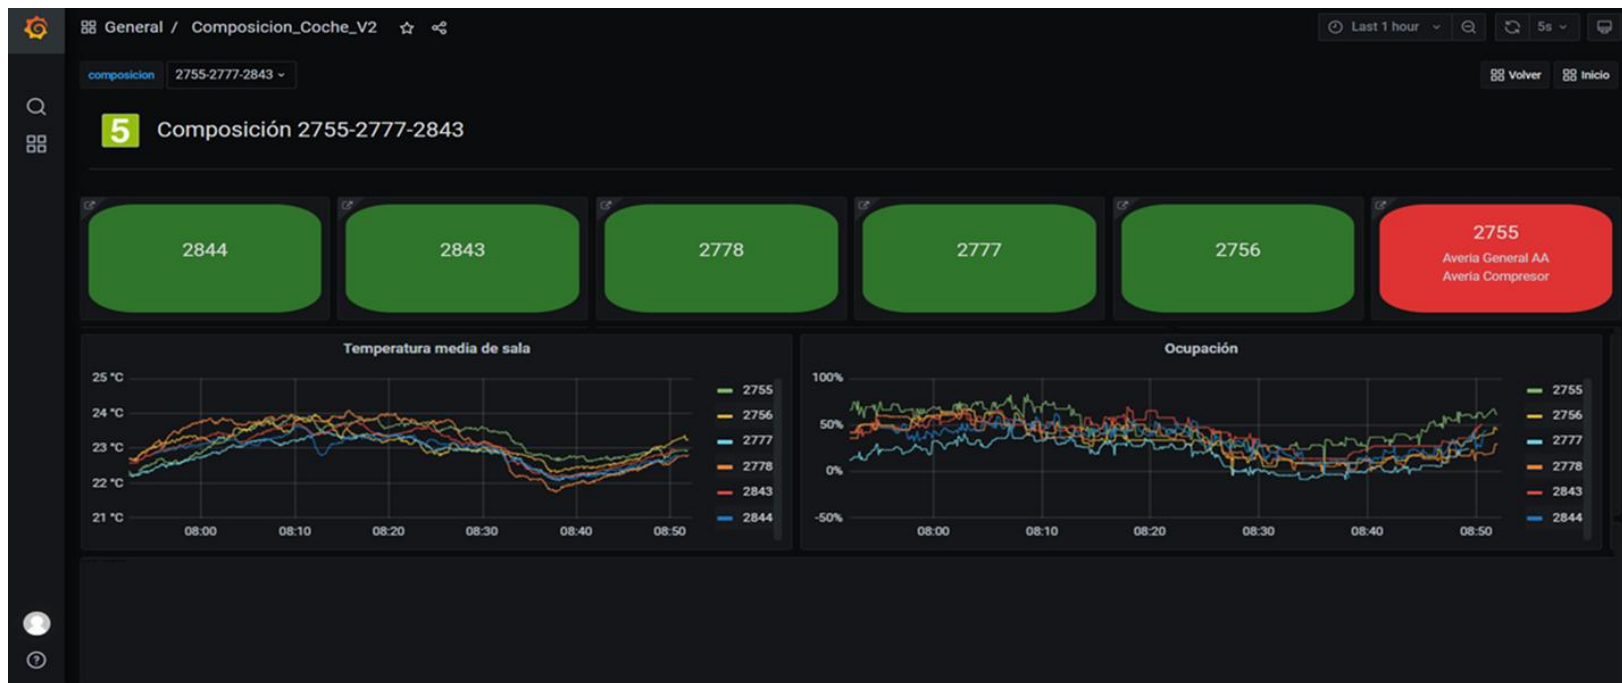 General / Composicion_Coche_V2
Last 1 hour
5s
composicion
2755-2777-2843
Volver
Inicio
5
Composición 2755-2777-2843
2844
2843
2778
2777
2756
2755
Averia General AA
Averia Compresor
Temperatura media de sala
25 °C
24 °C
23 °C
22 °C
21 °C
08:00
08:10
08:20
08:30
08:40
08:50
2755
2756
2777
2778
2843
2844
Ocupación
100%
50%
0%
-50%
08:00
08:10
08:20
08:30
08:40
08:50
2755
2756
2777
2778
2843
2844